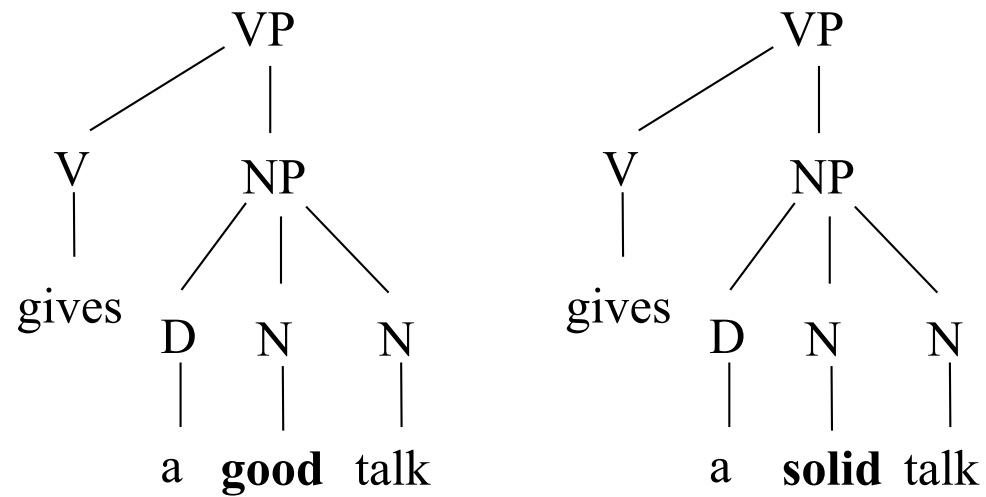 VP VP
V NP V NP
gives gives
D N N D N N
a good talk a solid talk